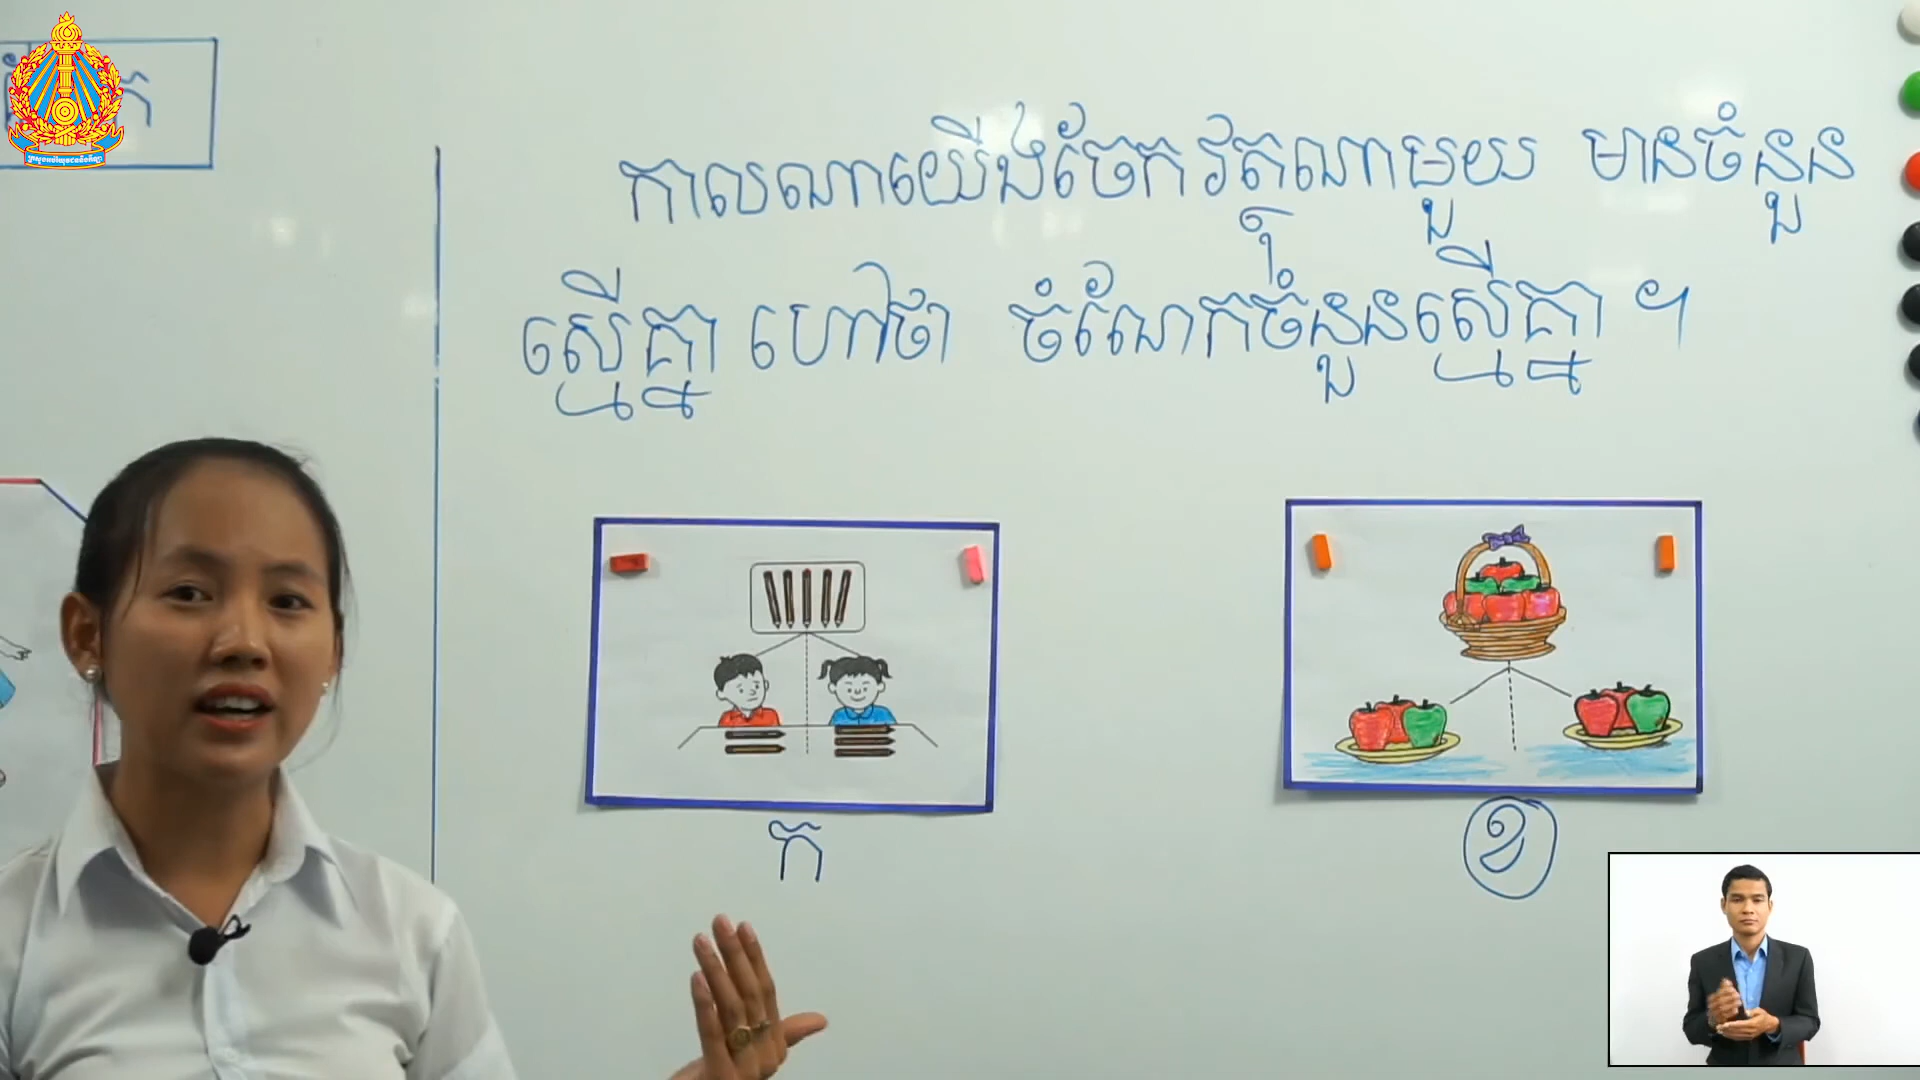 កាលណាយើងចែកវត្ថុណាមួយ មានចំនួន
ស្មើគ្នា ហៅថា ចំណែកចំនួនស្មើគ្នា ។
ក
ខ